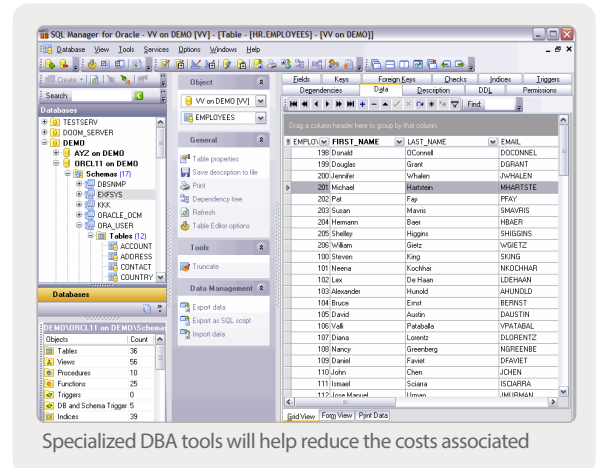 SQL Manager for Oracle - VV on DEMO [VV] - [Table - [HR.EMPLOYEES] - [VV on DEMO]]
Database View Tools Services Options Windows Help
Create
Search:
Databases
TESTSERV
DOOM_SERVER
DEMO
AYZ on DEMO
ORCL11 on DEMO
Schemas (17)
DBSNMP
EXFSYS
KKK
ORACLE_OCM
ORA_USER
Tables (12)
ACCOUNT
ADDRESS
CONTACT
COUNTRY
Databases
DEMO\ORCL11 on DEMO\Schemas
Objects Count
Tables 36
Views 56
Procedures 10
Functions 25
Triggers 0
DB and Schema Trigger 5
Indices 39
Object
VV on DEMO [VV]
EMPLOYEES
General
Table properties
Save description to file
Print
Dependency tree
Refresh
Table Editor options
Tools
Truncate
Data Management
Export data
Export as SQL script
Import data
Fields Keys Foreign Keys Checks Indices Triggers
Dependencies Data Description DDL Permissions
Find:
Drag a column header here to group by that column
EMPLOY FIRST_NAME LAST_NAME EMAIL
198 Donald OConnell DOCONNEL
199 Douglas Grant DGRANT
200 Jennifer Whalen JWHALEN
201 Michael Hartstein MHARTSTE
202 Pat Fay PFAY
203 Susan Mavris SMAVRIS
204 Hermann Baer HBAER
205 Shelley Higgins SHIGGINS
206 William Gietz WGIETZ
100 Steven King SKING
101 Neena Kochhar NKOCHHAR
102 Lex De Haan LDEHAAN
103 Alexander Hunold AHUNOLD
104 Bruce Ernst BERNST
105 David Austin DAUSTIN
106 Valli Pataballa VPATABAL
107 Diana Lorentz DLORENTZ
108 Nancy Greenberg NGREENBE
109 Daniel Faviet DFAVIET
110 John Chen JCHEN
111 Ismael Sciarra ISCIARRA
112 Jose Manuel Urman JMURMAN
Grid View Form View Print Data
Specialized DBA tools will help reduce the costs associated